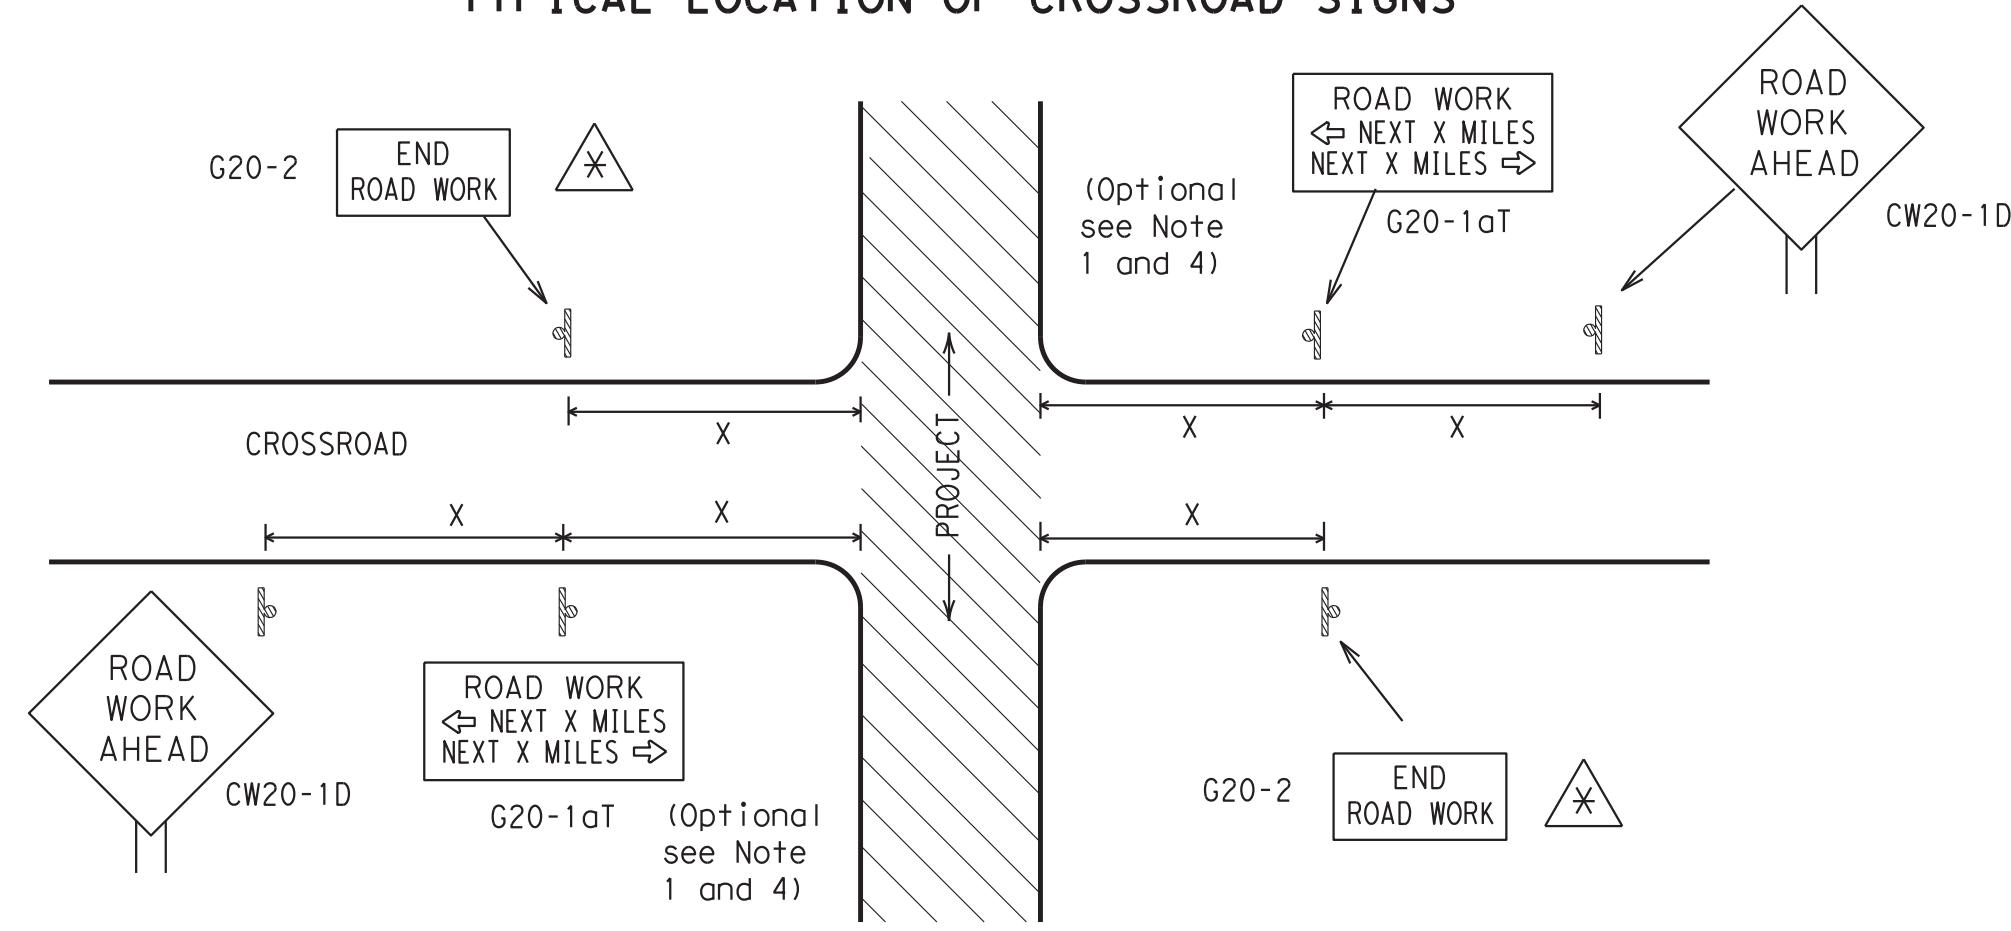 TYPICAL LOCATION OF CROSSROAD SIGNS
G20-2
END
ROAD WORK
*
(Optional
see Note
1 and 4)
ROAD WORK
⇦ NEXT X MILES
NEXT X MILES ⇨
G20-1aT
ROAD
WORK
AHEAD
CW20-1D
X
X
X
CROSSROAD
PROJECT
X
X
X
ROAD
WORK
AHEAD
CW20-1D
ROAD WORK
⇦ NEXT X MILES
NEXT X MILES ⇨
G20-1aT
(Optional
see Note
1 and 4)
G20-2
END
ROAD WORK
*